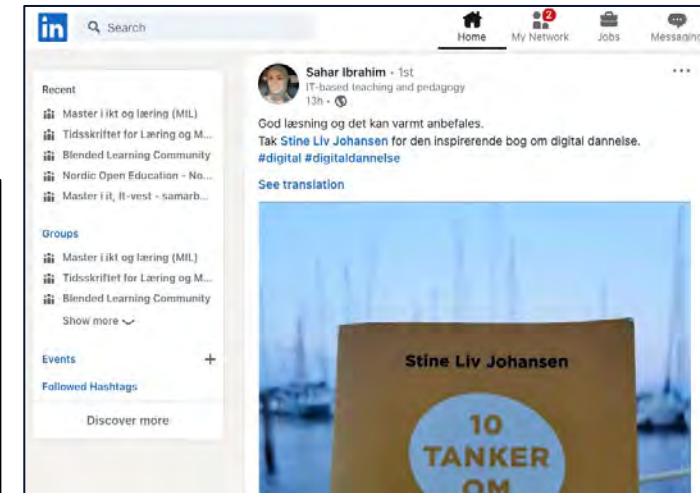 in
Search
Home
2
My Network
Jobs
Messaging
Recent
Master i ikt og læring (MIL)
Tidsskriftet for Læring og M...
Blended Learning Community
Nordic Open Education - No...
Master i it, It-vest - samarb...
Groups
Master i ikt og læring (MIL)
Tidsskriftet for Læring og M...
Blended Learning Community
Show more
Events +
Followed Hashtags
Discover more
Sahar Ibrahim · 1st
IT-based teaching and pedagogy
13h ·
God læsning og det kan varmt anbefales.
Tak Stine Liv Johansen for den inspirerende bog om digital dannelse.
#digital #digitaldannelse
See translation
Stine Liv Johansen
10
TANKER
OM